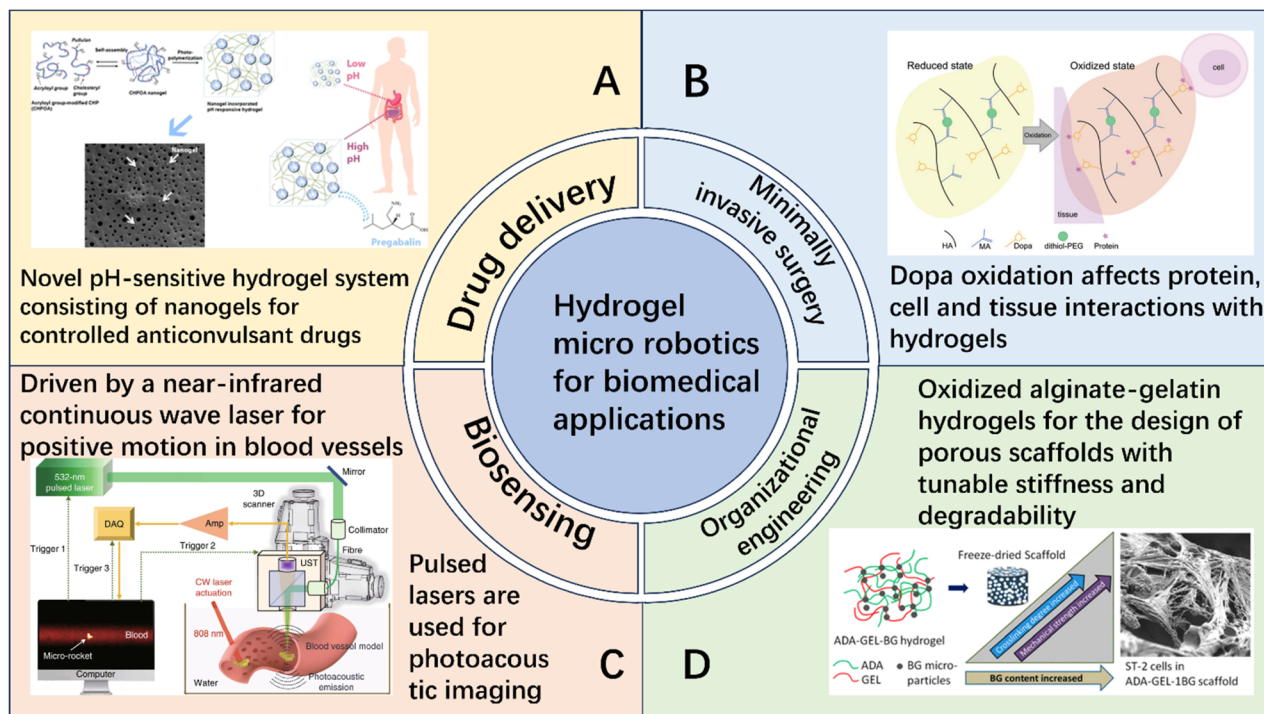 Pullulan
Self-assembly
Photo-
polymerization
Acryloyl group
Cholesteryl
group
Acryloyl group-modified CHP
(CHPOA)
CHPOA nanogel
Nanogel incorporated
pH responsive hydrogel
Nanogel
Low
pH
High
pH
NH₂
H
O
OH
Pregabalin
A
Novel pH-sensitive hydrogel system
consisting of nanogels for
controlled anticonvulsant drugs
B
Reduced state
Oxidized state
cell
Oxidation
tissue
HA
MA
Dopa
dithiol-PEG
Protein
Dopa oxidation affects protein,
cell and tissue interactions with
hydrogels
Drug delivery
Minimally
invasive surgery
Hydrogel
micro robotics
for biomedical
applications
Biosensing
Organizational
engineering
Driven by a near-infrared
continuous wave laser for
positive motion in blood vessels
532-nm
pulsed laser
Mirror
3D
scanner
DAQ
Amp
Collimator
Trigger 1
Trigger 2
Fibre
Trigger 3
UST
CW laser
actuation
808 nm
Blood
Micro-rocket
Computer
Blood vessel model
Water
Photoacoustic
emission
Pulsed
lasers are
used for
photoacous
tic imaging
C
Oxidized alginate-gelatin
hydrogels for the design of
porous scaffolds with
tunable stiffness and
degradability
Freeze-dried Scaffold
ADA-GEL-BG hydrogel
Crosslinking degree increased
Mechanical strength increased
ADA
GEL
BG micro-
particles
BG content increased
ST-2 cells in
ADA-GEL-1BG scaffold
D